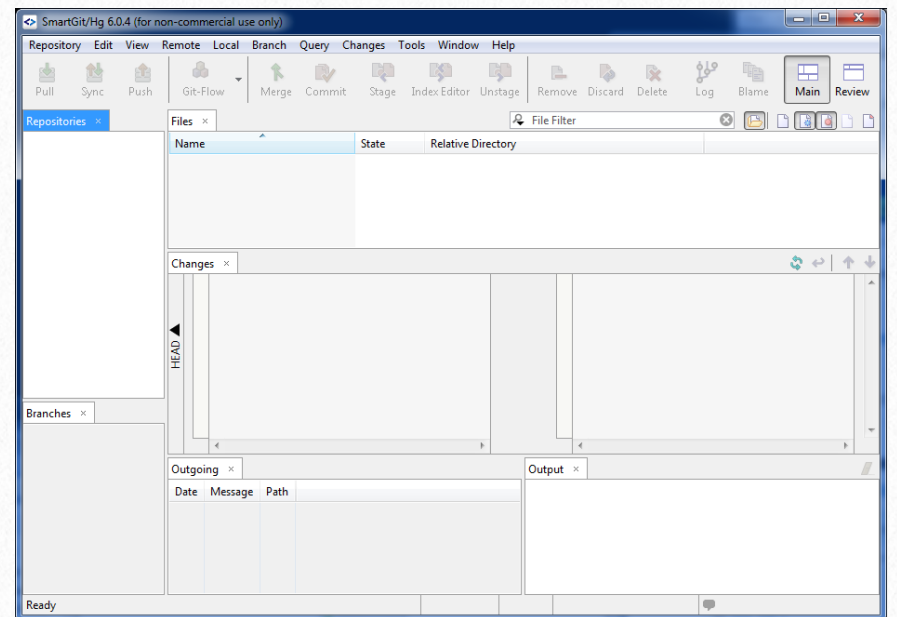 SmartGit/Hg 6.0.4 (for non-commercial use only)
Repository Edit View Remote Local Branch Query Changes Tools Window Help
Pull Sync Push Git-Flow Merge Commit Stage Index Editor Unstage Remove Discard Delete Log Blame Main Review
Repositories Files File Filter
Name State Relative Directory
Changes
HEAD
Branches
Outgoing Output
Date Message Path
Ready